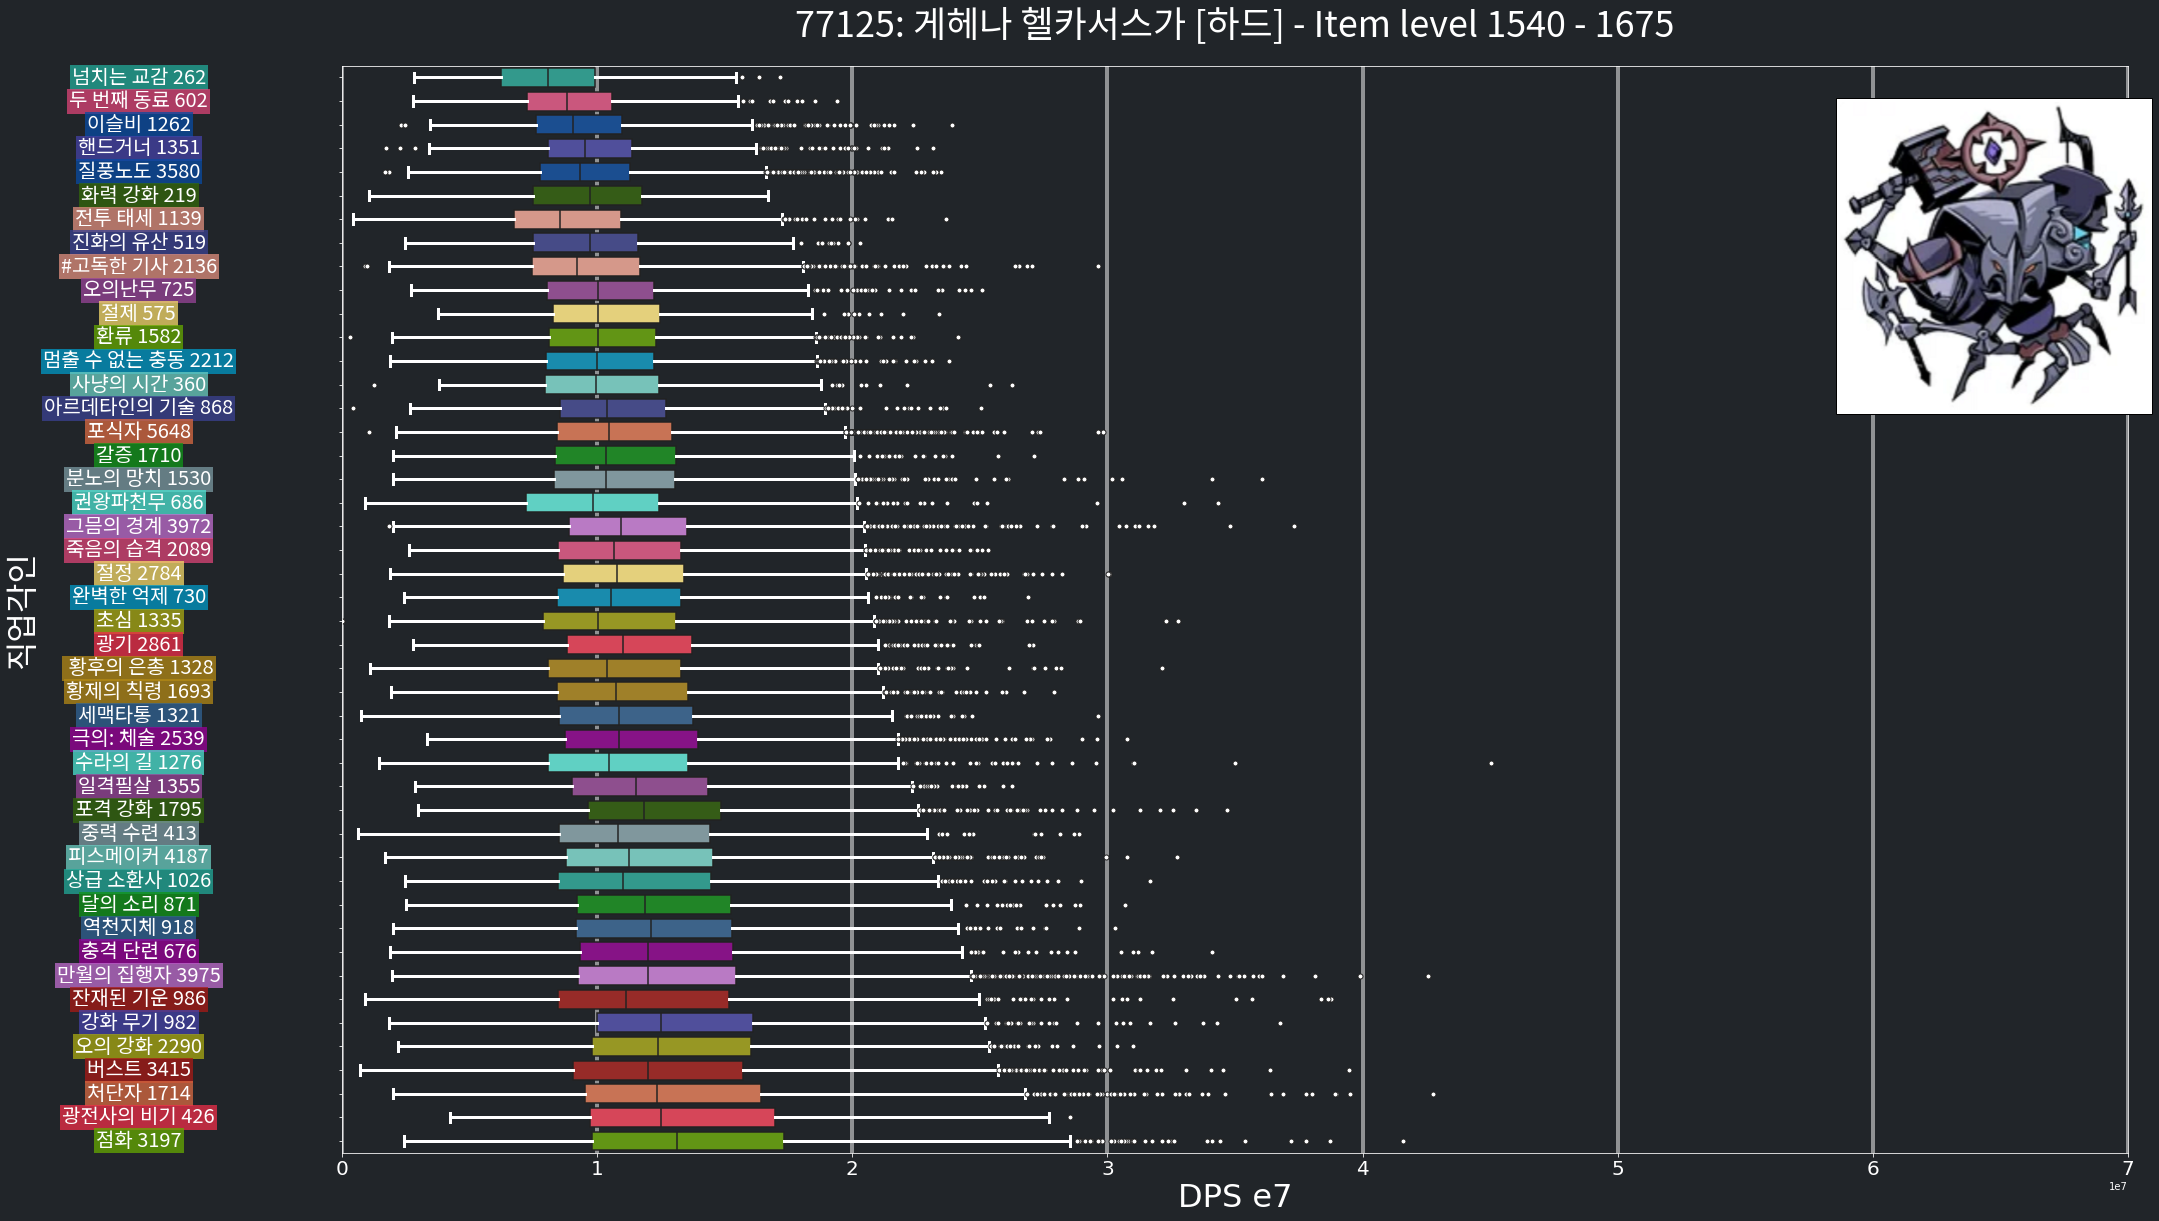 77125: 게헤나 헬카서스가 [하드] - Item level 1540 - 1675
넘치는 교감 262
두 번째 동료 602
이슬비 1262
핸드거너 1351
질풍노도 3580
화력 강화 219
전투 태세 1139
진화의 유산 519
#고독한 기사 2136
오의난무 725
절제 575
환류 1582
멈출 수 없는 충동 2212
사냥의 시간 360
아르데타인의 기술 868
포식자 5648
갈증 1710
분노의 망치 1530
권왕파천무 686
그믐의 경계 3972
죽음의 습격 2089
절정 2784
완벽한 억제 730
초심 1335
광기 2861
황후의 은총 1328
황제의 칙령 1693
세맥타통 1321
극의: 체술 2539
수라의 길 1276
일격필살 1355
포격 강화 1795
중력 수련 413
피스메이커 4187
상급 소환사 1026
달의 소리 871
역천지체 918
충격 단련 676
만월의 집행자 3975
잔재된 기운 986
강화 무기 982
오의 강화 2290
버스트 3415
처단자 1714
광전사의 비기 426
점화 3197
직업각인
0 1 2 3 4 5 6 7
DPS e7
1e7